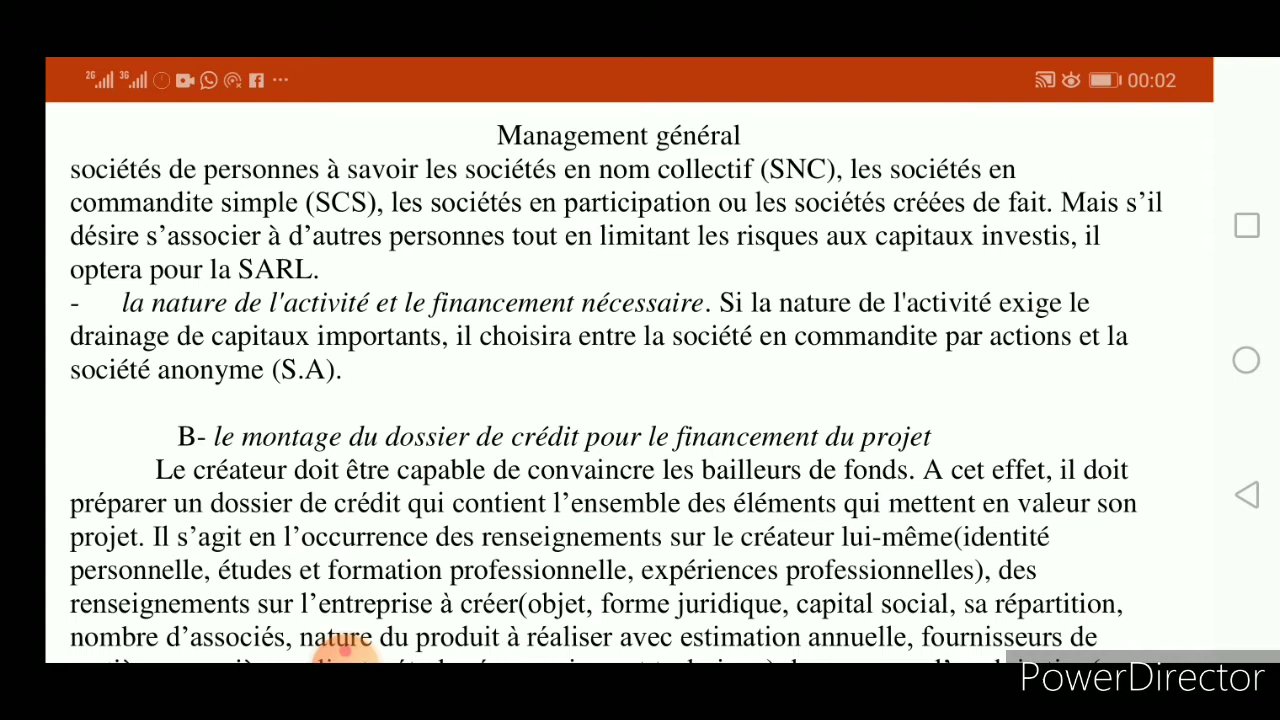 2G 3G 00:02
Management général
sociétés de personnes à savoir les sociétés en nom collectif (SNC), les sociétés en
commandite simple (SCS), les sociétés en participation ou les sociétés créées de fait. Mais s’il
désire s’associer à d’autres personnes tout en limitant les risques aux capitaux investis, il
optera pour la SARL.
- la nature de l'activité et le financement nécessaire. Si la nature de l'activité exige le
drainage de capitaux importants, il choisira entre la société en commandite par actions et la
société anonyme (S.A).
B- le montage du dossier de crédit pour le financement du projet
Le créateur doit être capable de convaincre les bailleurs de fonds. A cet effet, il doit
préparer un dossier de crédit qui contient l’ensemble des éléments qui mettent en valeur son
projet. Il s’agit en l’occurrence des renseignements sur le créateur lui-même(identité
personnelle, études et formation professionnelle, expériences professionnelles), des
renseignements sur l’entreprise à créer(objet, forme juridique, capital social, sa répartition,
nombre d’associés, nature du produit à réaliser avec estimation annuelle, fournisseurs de
PowerDirector